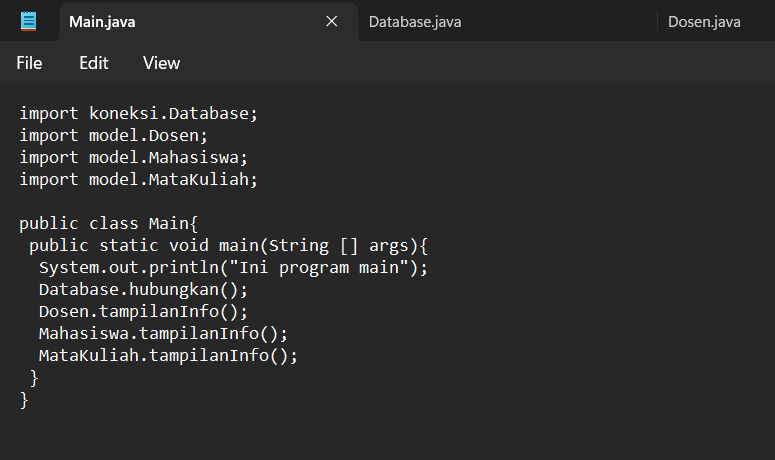 Main.java
Database.java
Dosen.java
File Edit View
import koneksi.Database;
import model.Dosen;
import model.Mahasiswa;
import model.MataKuliah;
public class Main{
public static void main(String [] args){
System.out.println("Ini program main");
Database.hubungkan();
Dosen.tampilanInfo();
Mahasiswa.tampilanInfo();
MataKuliah.tampilanInfo();
}
}